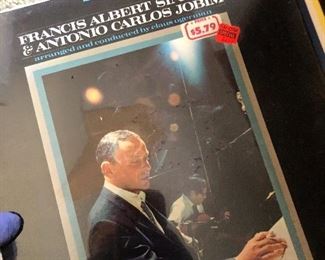 FRANCIS ALBERT SI
& ANTONIO CARLOS JOBIM
arranged and conducted by claus ogerman
$5.79